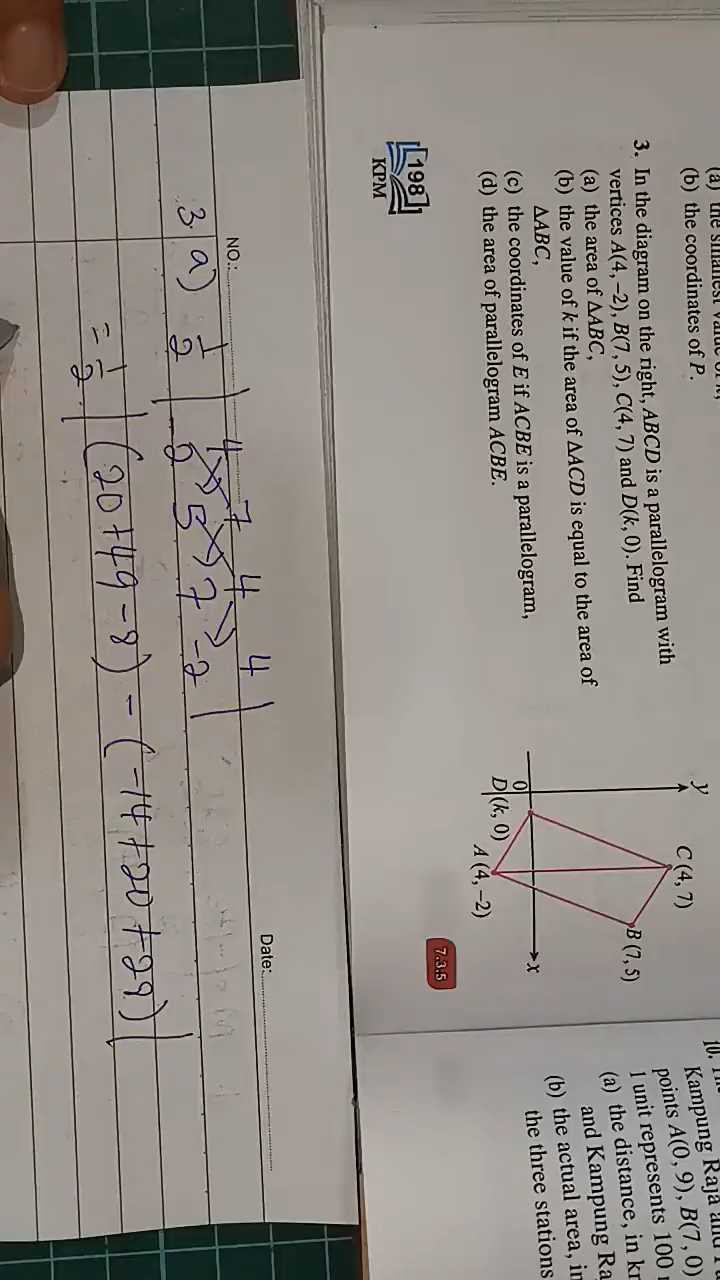 (b) the coordinates of P.
3. In the diagram on the right, ABCD is a parallelogram with
vertices A(4, −2), B(7, 5), C(4, 7) and D(k, 0). Find
(a) the area of ΔABC,
(b) the value of k if the area of ΔACD is equal to the area of
ΔABC,
(c) the coordinates of E if ACBE is a parallelogram,
(d) the area of parallelogram ACBE.
y
C (4, 7)
B (7, 5)
0
x
D (k, 0)
A (4, −2)
7.3.5
198
KPM
10.
Kampung Raja and
points A(0, 9), B(7, 0)
1 unit represents 100
(a) the distance, in
and Kampung
(b) the actual area,
the three stations
NO.:
Date:
3. a) 1/2 | 4 7 4 4
2 5 7 -2 |
= 1/2 | (20 + 49 - 8) - (-14 + 20 + 28) |